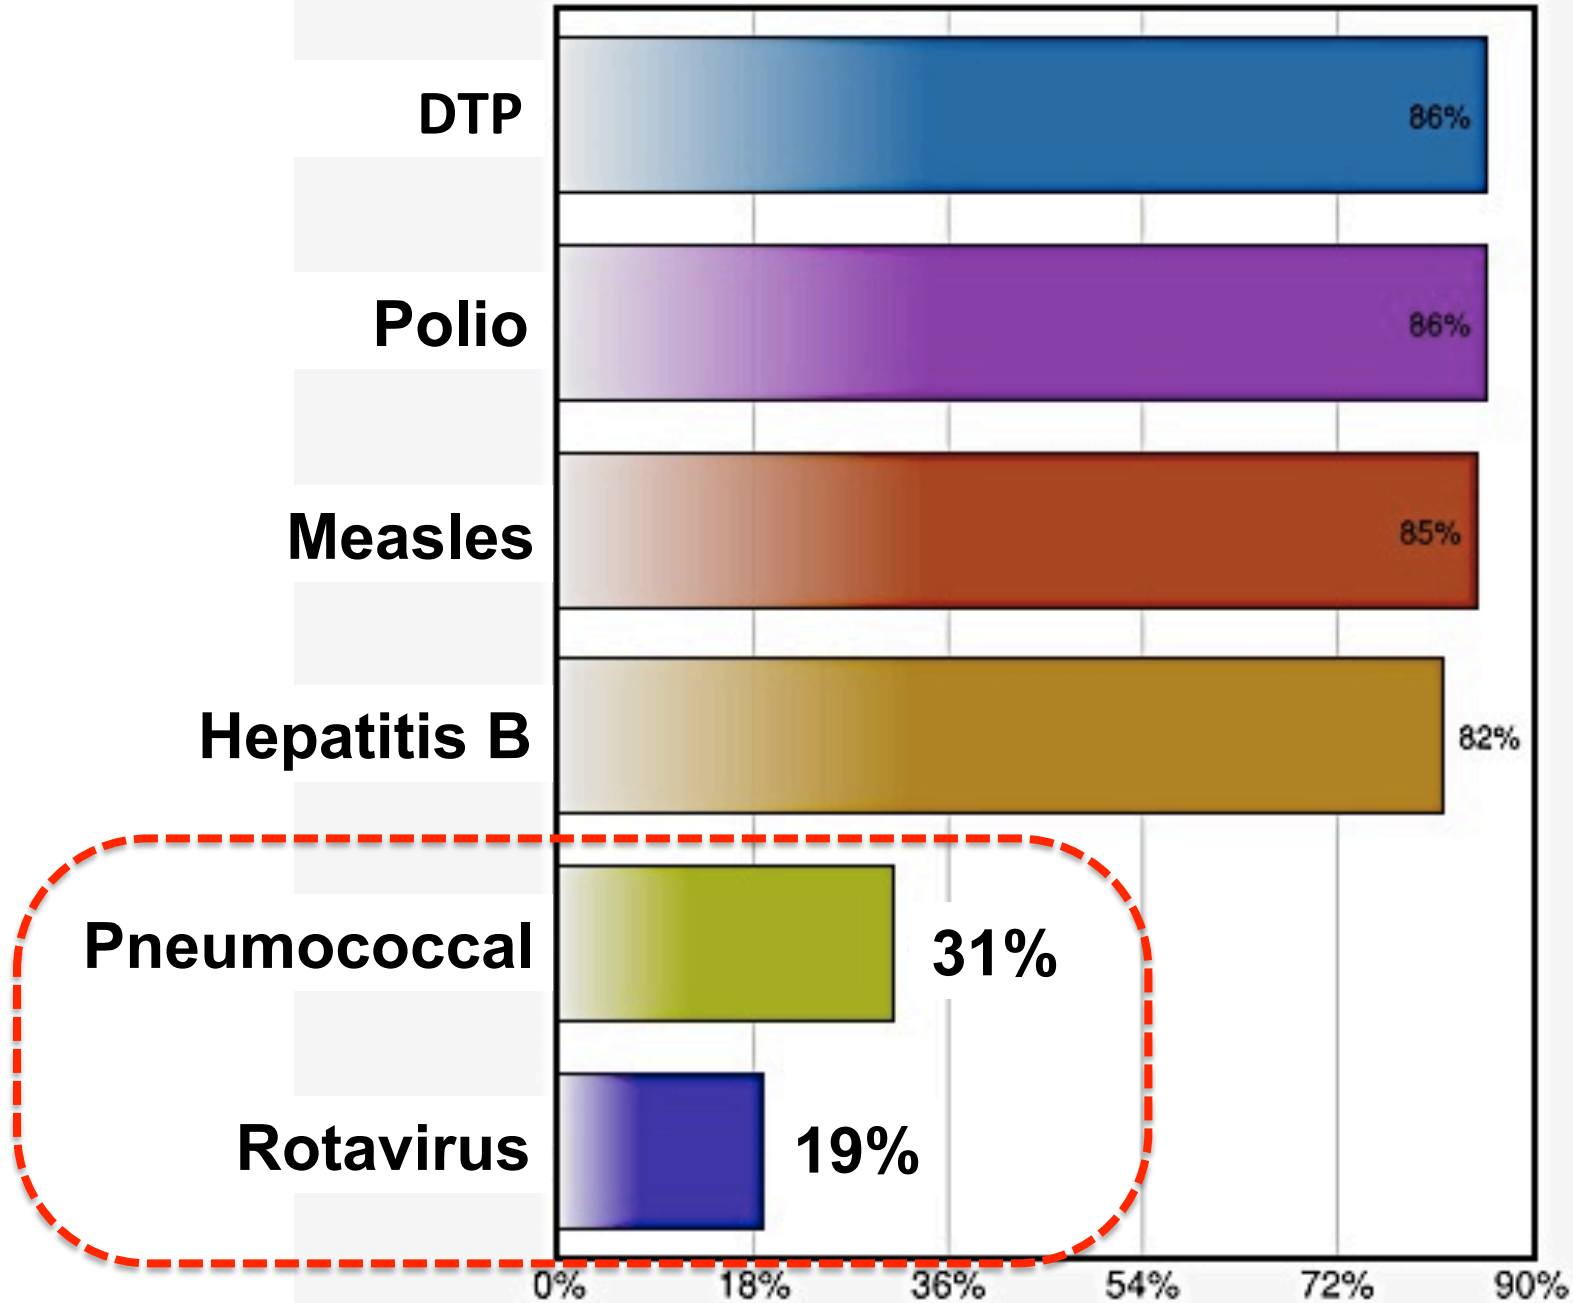 DTP 86%
Polio 86%
Measles 85%
Hepatitis B 82%
Pneumococcal 31%
Rotavirus 19%
0% 18% 36% 54% 72% 90%